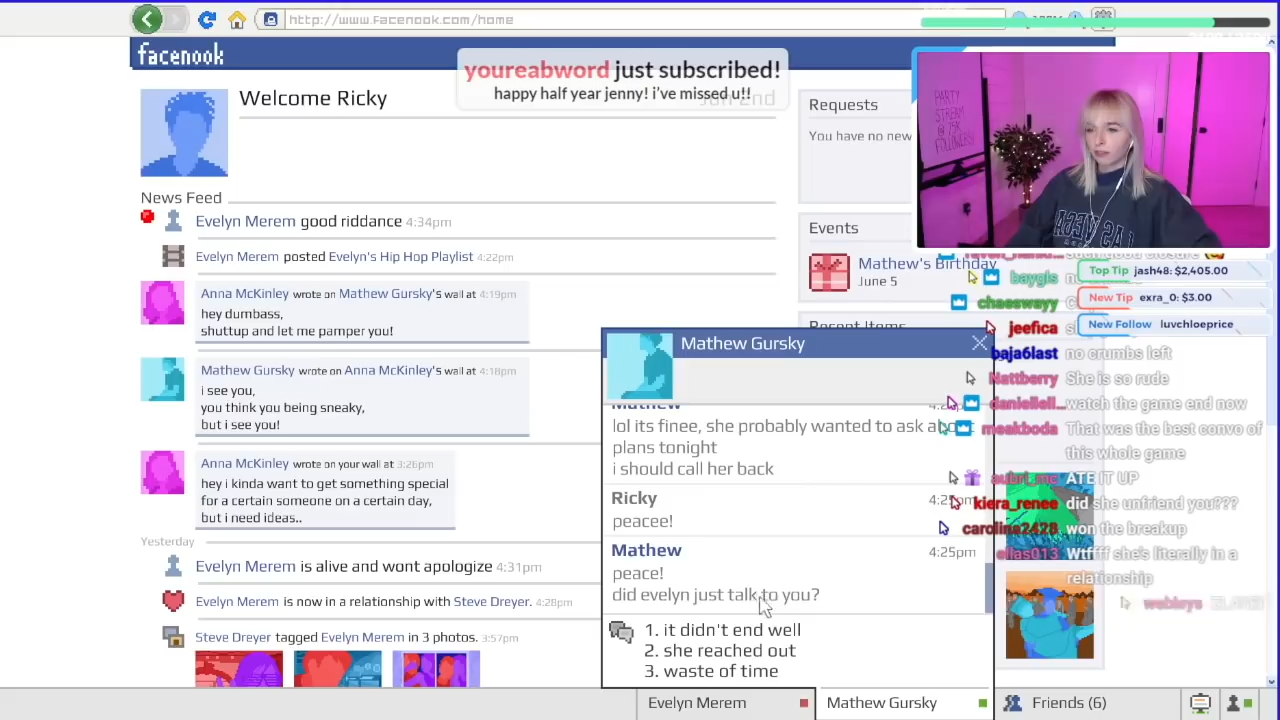 http://www.facenook.com/home
facenook
youreabword just subscribed!
happy half year jenny! i've missed u!!
Welcome Ricky
Requests
You have no new
News Feed
Evelyn Merem good riddance 4:34pm
Evelyn Merem posted Evelyn's Hip Hop Playlist 4:22pm
Anna McKinley wrote on Mathew Gursky's wall at 4:19pm
hey dumbass,
shuttup and let me pamper you!
Mathew Gursky wrote on Anna McKinley's wall at 4:18pm
i see you,
you think you being sneaky,
but i see you!
Anna McKinley wrote on your wall at 3:26pm
hey i kinda want to get something special
for a certain someone on a certain day,
but i need ideas..
Yesterday
Evelyn Merem is alive and wont apologize 4:31pm
Evelyn Merem is now in a relationship with Steve Dreyer. 4:28pm
Steve Dreyer tagged Evelyn Merem in 3 photos. 3:57pm
Events
Mathew's Birthday
June 5
Recent Items
Mathew Gursky
Mathew
lol its finee, she probably wanted to ask about
plans tonight
i should call her back
Ricky
peacee!
Mathew 4:25pm
peace!
did evelyn just talk to you?
1. it didn't end well
2. she reached out
3. waste of time
Evelyn Merem
Mathew Gursky
Friends (6)
PARTY
STREAM
@ 75K
FOLLOWERS!
Top Tip jash48: $2,405.00
New Tip exra_0: $3.00
New Follow luvchloeprice
baygls
chaeswayy
jeefica
baja6last no crumbs left
Nattberry She is so rude
daniellell... watch the game end now
meakboda That was the best convo of
this whole game
ATE IT UP
kiera_renee did she unfriend you???
carolina2428 won the breakup
ellas013 Wtffff she's literally in a
relationship